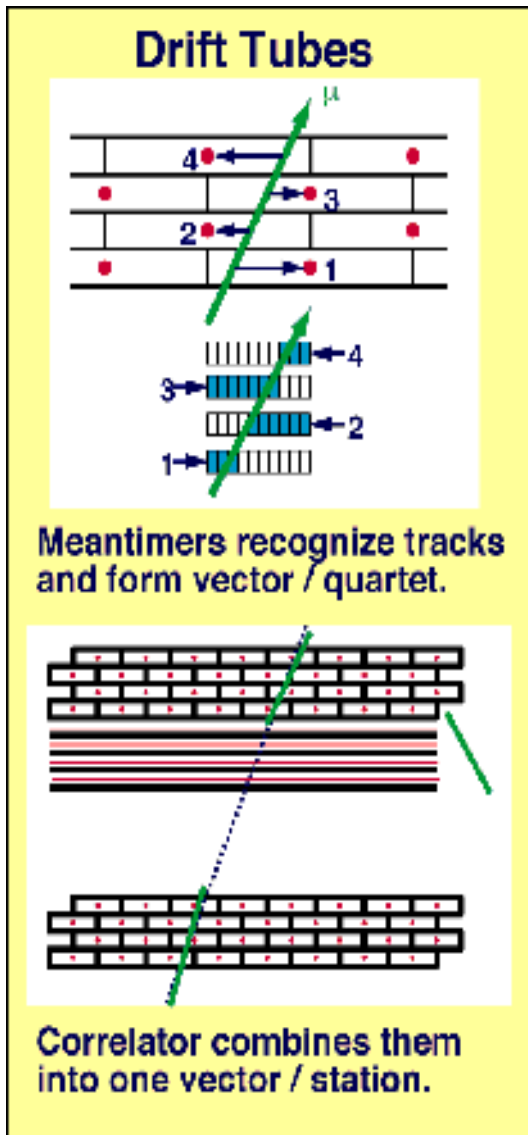 Drift Tubes
μ
4
3
2
1
4
3
2
1
Meantimers recognize tracks
and form vector / quartet.
Correlator combines them
into one vector / station.